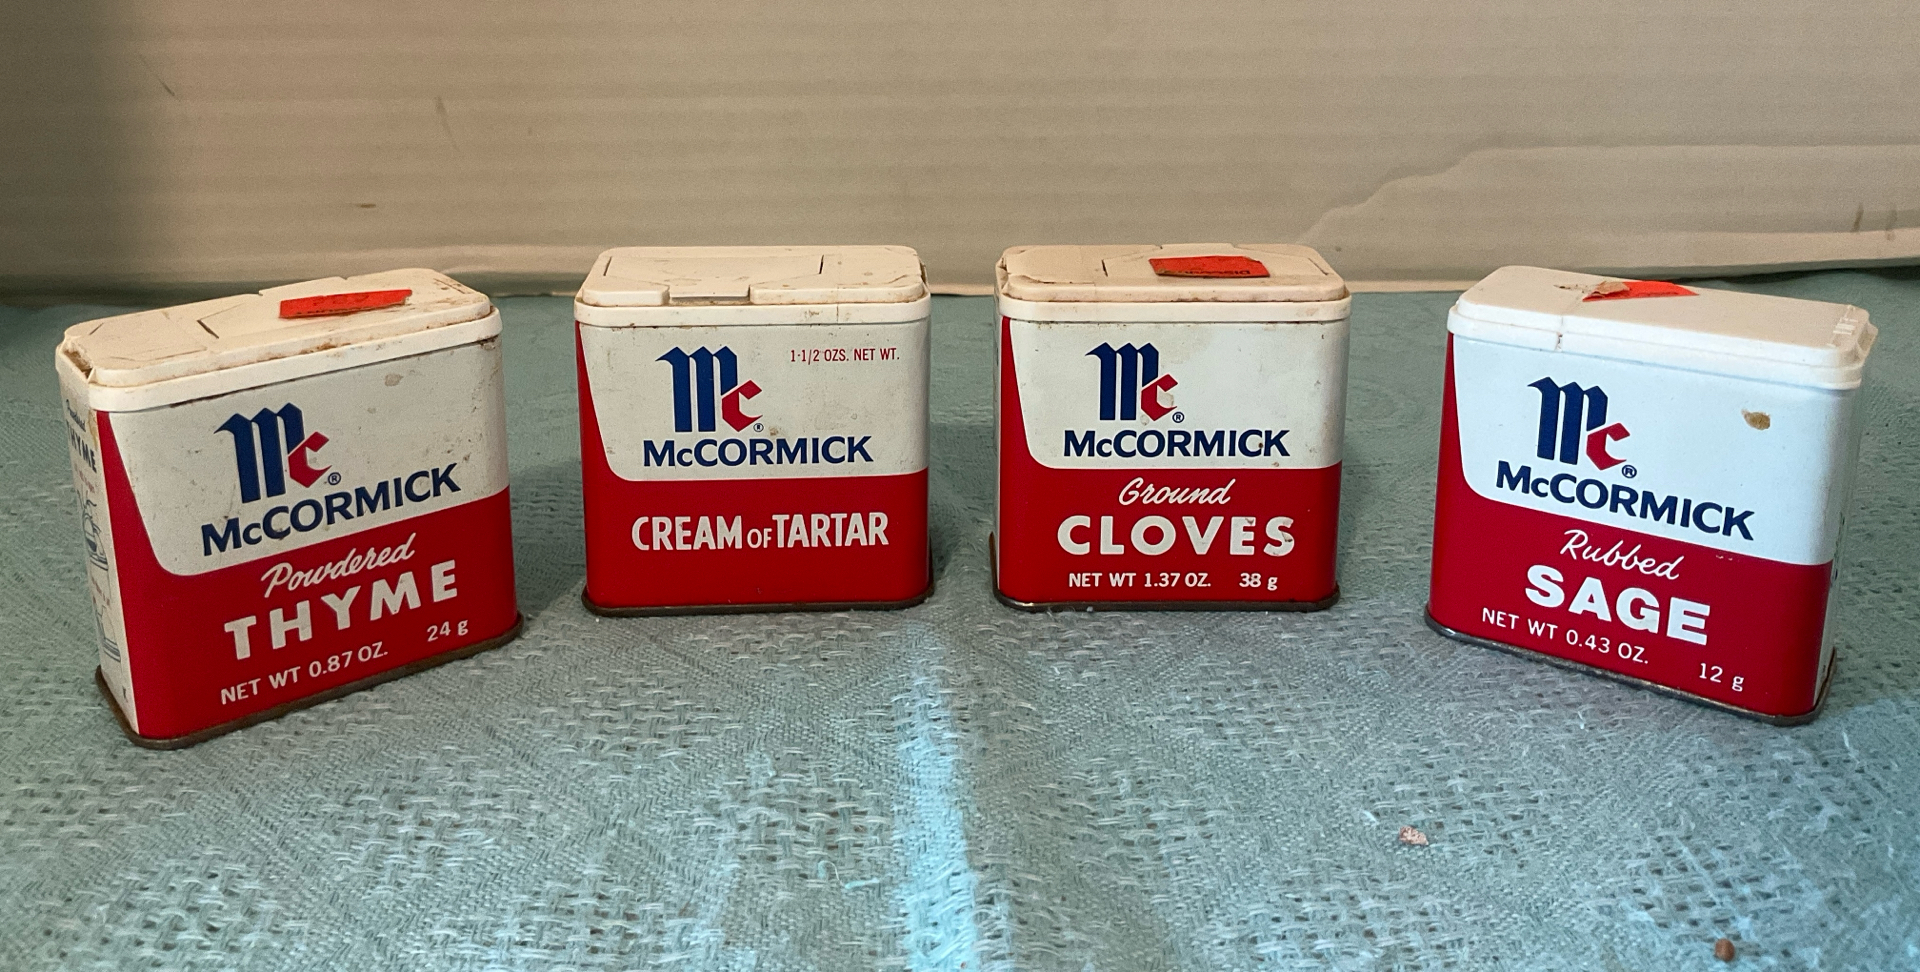 Mc®
McCORMICK
Powdered
THYME
NET WT 0.87 OZ. 24 g
THYME
1-1/2 OZS. NET WT.
Mc®
McCORMICK
CREAM OF TARTAR
Mc®
McCORMICK
Ground
CLOVES
NET WT 1.37 OZ. 38 g
Mc®
McCORMICK
Rubbed
SAGE
NET WT 0.43 OZ. 12 g